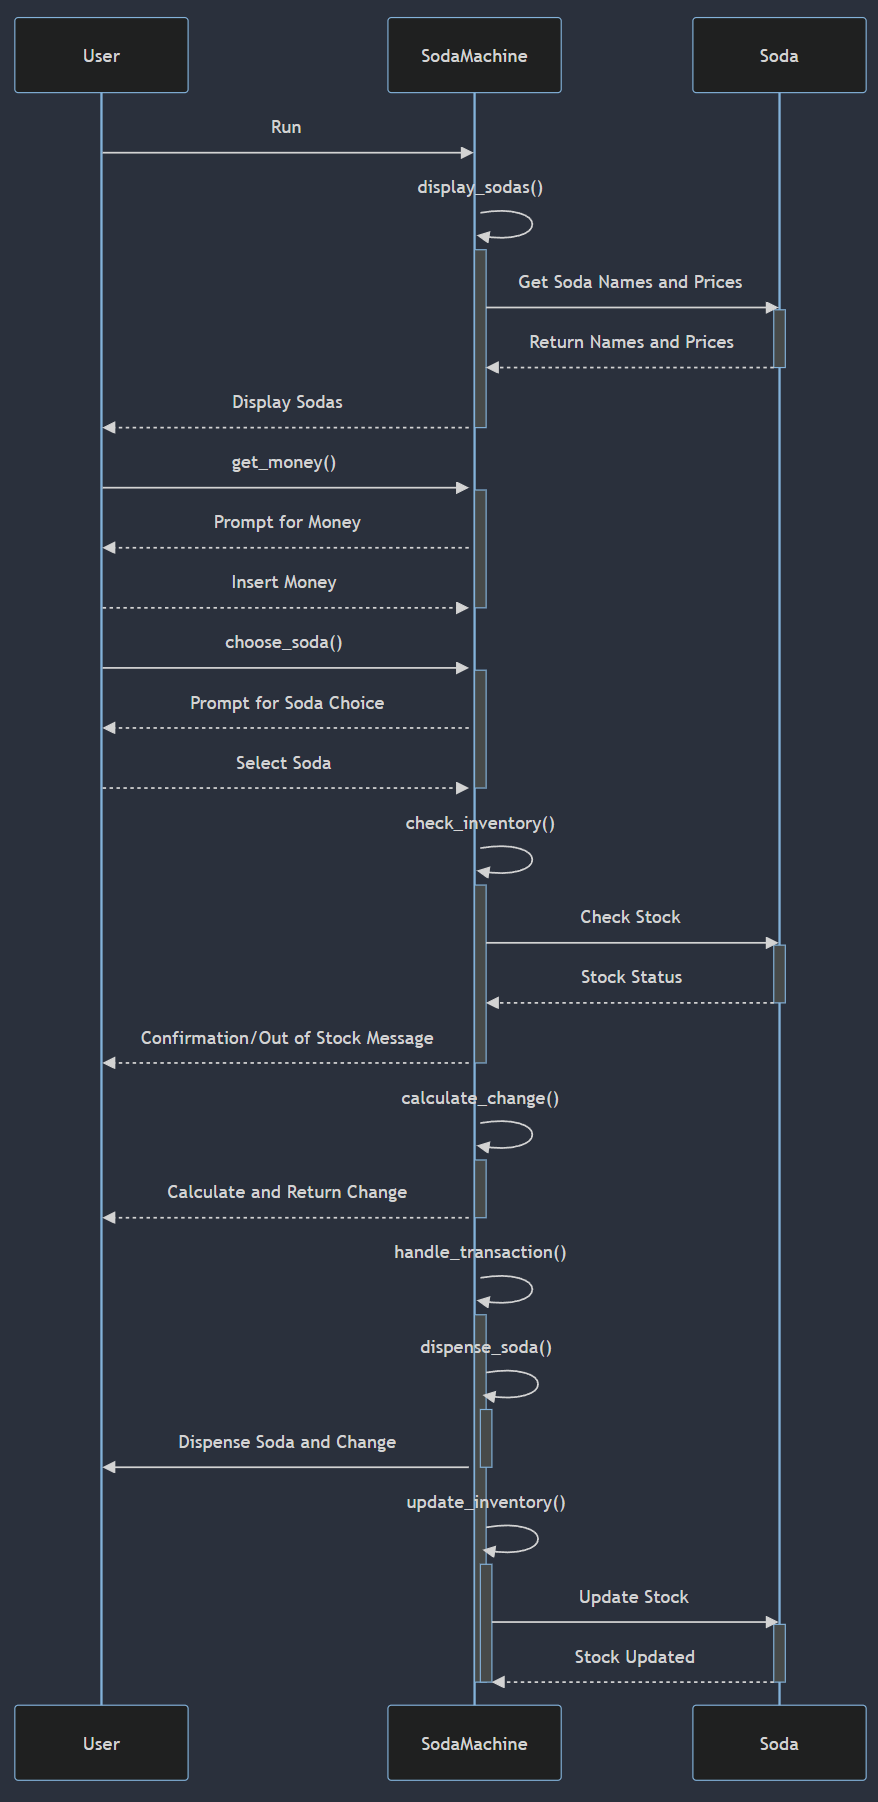 User
SodaMachine
Soda
Run
display_sodas()
Get Soda Names and Prices
Return Names and Prices
Display Sodas
get_money()
Prompt for Money
Insert Money
choose_soda()
Prompt for Soda Choice
Select Soda
check_inventory()
Check Stock
Stock Status
Confirmation/Out of Stock Message
calculate_change()
Calculate and Return Change
handle_transaction()
dispense_soda()
Dispense Soda and Change
update_inventory()
Update Stock
Stock Updated
User
SodaMachine
Soda